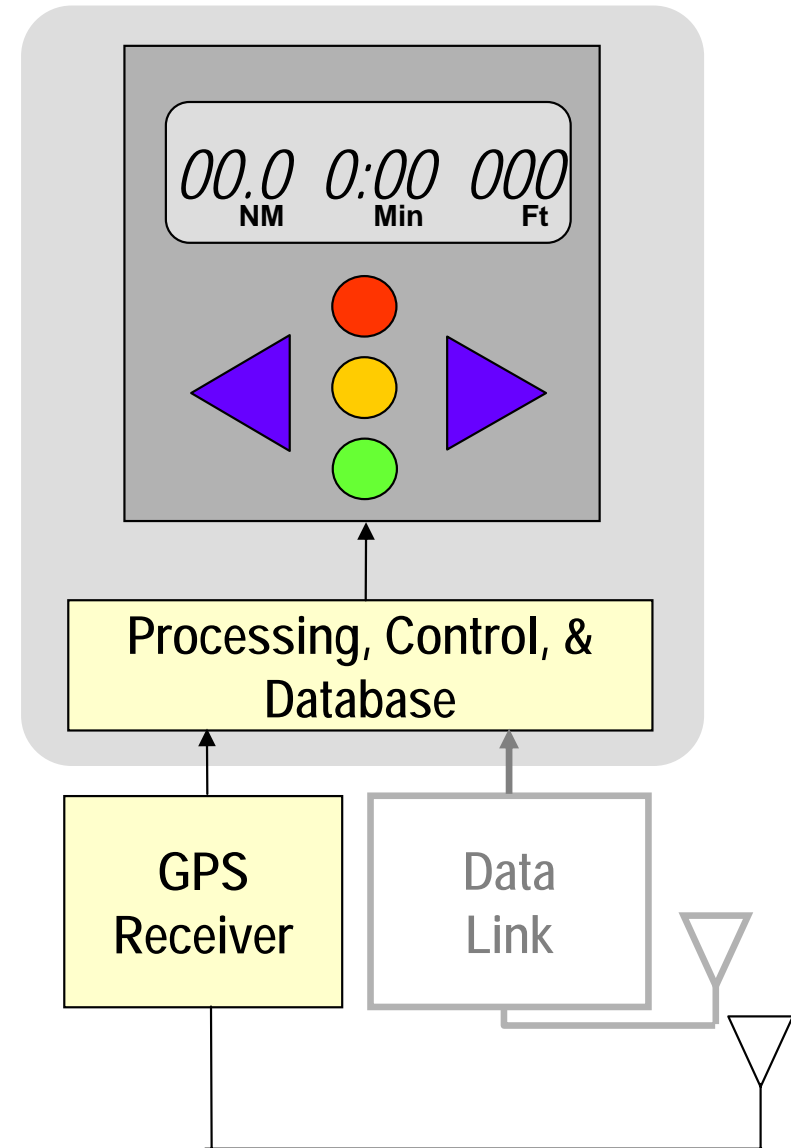 00.0 0:00 000
NM Min Ft
Processing, Control, &
Database
GPS
Receiver
Data
Link